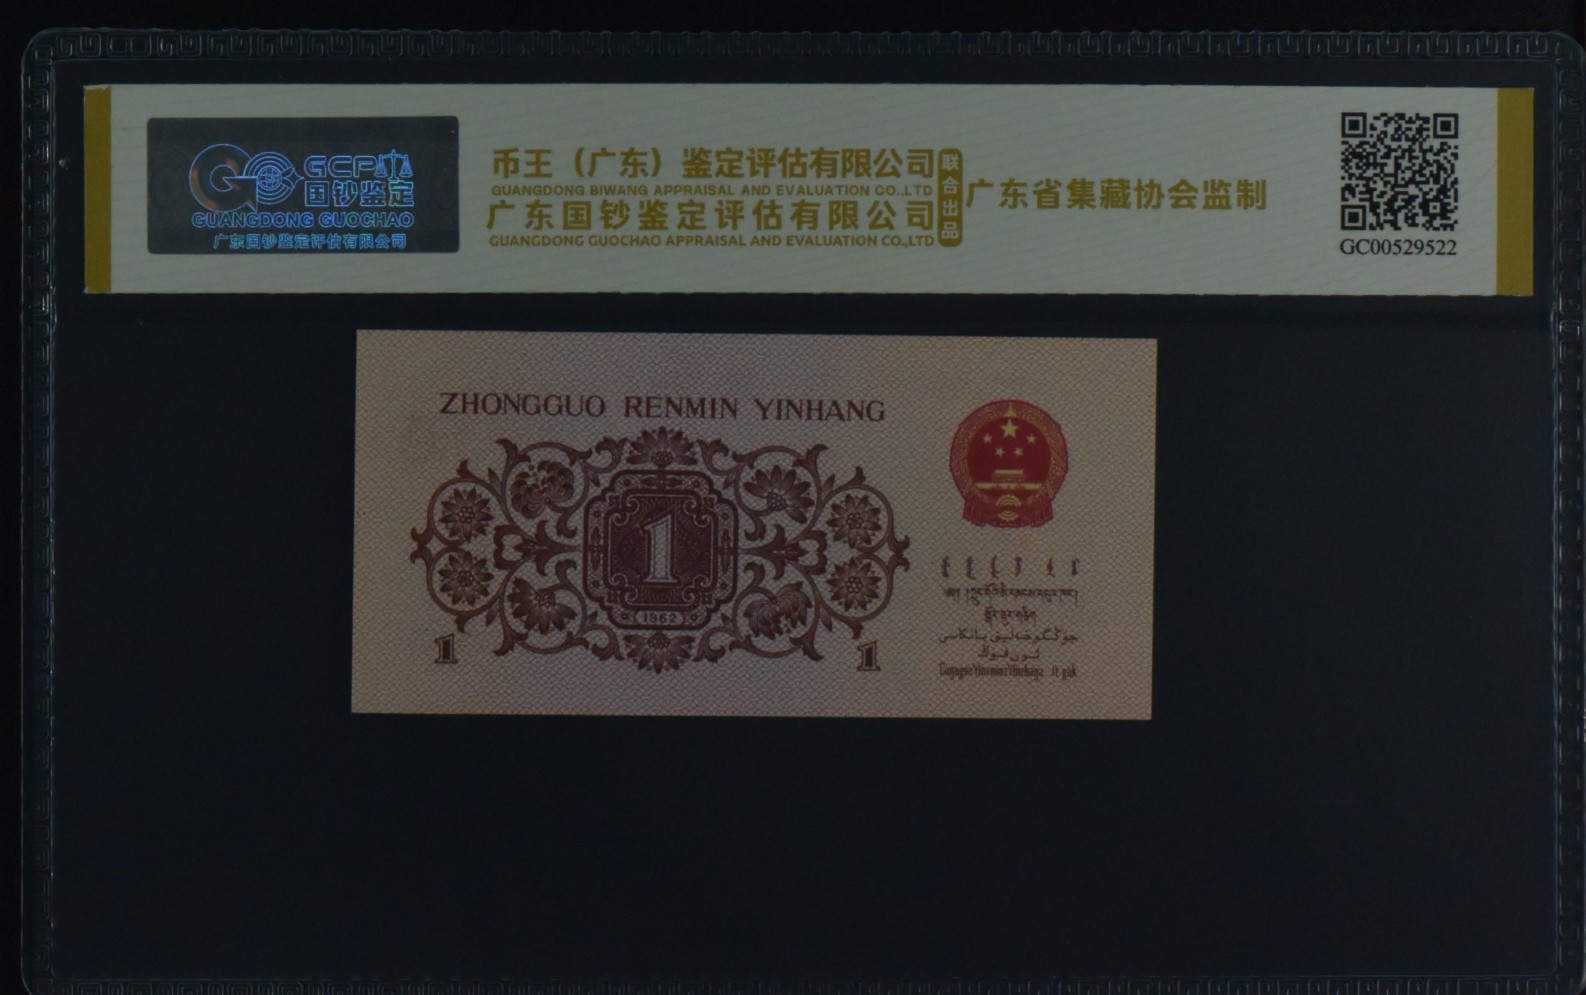 GCP
国钞鉴定
GUANGDONG GUOCHAO
广东国钞鉴定评估有限公司
币王（广东）鉴定评估有限公司
GUANGDONG BIWANG APPRAISAL AND EVALUATION CO.,LTD
广东国钞鉴定评估有限公司
GUANGDONG GUOCHAO APPRAISAL AND EVALUATION CO.,LTD
联合出品
广东省集藏协会监制
GC00529522
ZHONGGUO RENMIN YINHANG
1
1962
1
1